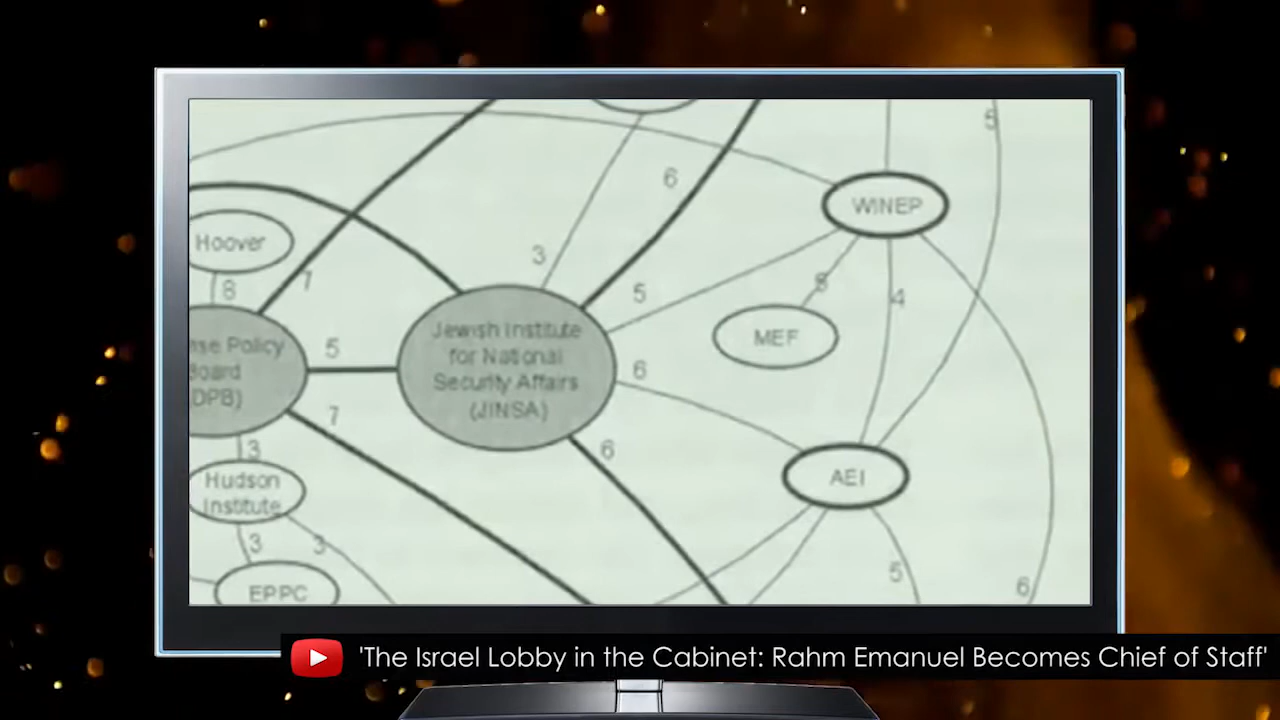 5
6
WINEP
Hoover
3
7
8
5
8
4
Jewish Institute
for National
Security Affairs
(JINSA)
MEF
nse Policy
Board
(DPB)
5
6
7
3
6
AEI
Hudson
Institute
3
3
5
6
EPPC
'The Israel Lobby in the Cabinet: Rahm Emanuel Becomes Chief of Staff'